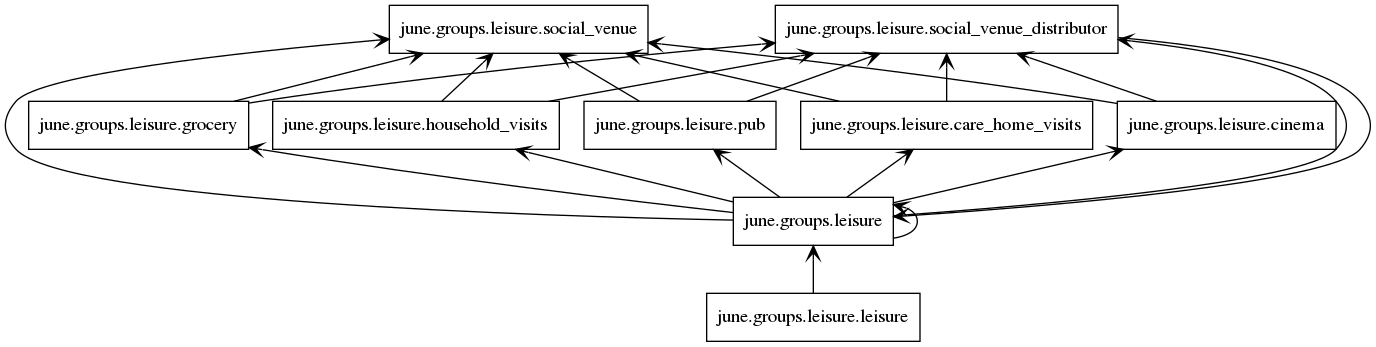 june.groups.leisure.social_venue
june.groups.leisure.social_venue_distributor
june.groups.leisure.grocery
june.groups.leisure.household_visits
june.groups.leisure.pub
june.groups.leisure.care_home_visits
june.groups.leisure.cinema
june.groups.leisure
june.groups.leisure.leisure